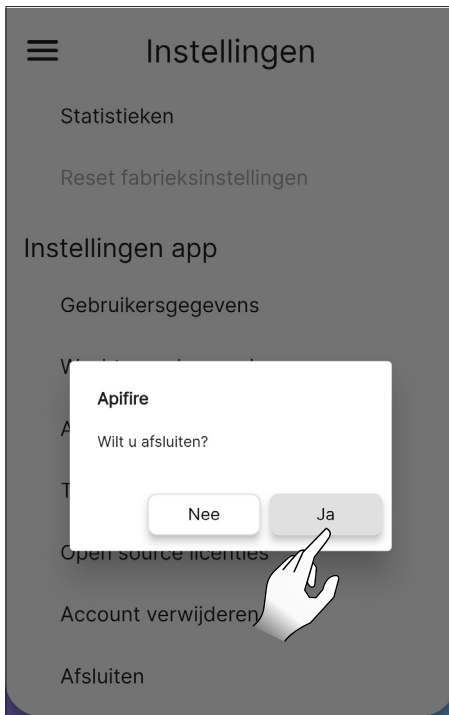 Instellingen
Statistieken
Reset fabrieksinstellingen
Instellingen app
Gebruikersgegevens
Apifire
Wilt u afsluiten?
Nee
Ja
Open source licenties
Account verwijderen
Afsluiten